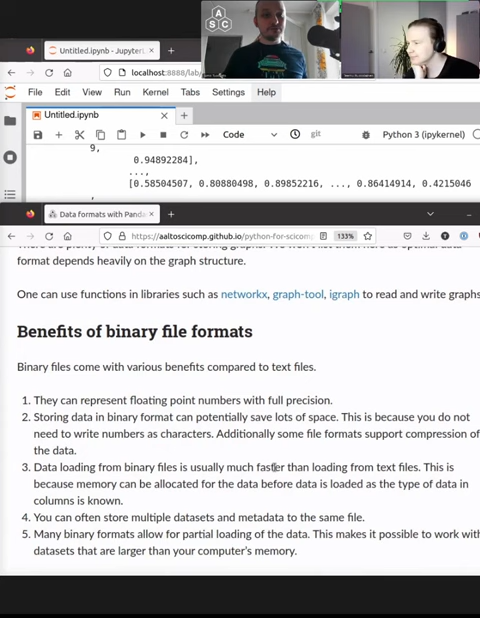 A
S C
Untitled.ipynb - Jupyter
localhost:8888/lab/
File Edit View Run Kernel Tabs Settings Help
Untitled.ipynb
Code
git
Python 3 (ipykernel)
9,
0.94892284],
...,
[0.58504507, 0.80880498, 0.89852216, ..., 0.86414914, 0.4215046
Data formats with Panda
https://aaltoscicomp.github.io/python-for-scicomp
133%
format depends heavily on the graph structure.
One can use functions in libraries such as networkx, graph-tool, igraph to read and write graphs
Benefits of binary file formats
Binary files come with various benefits compared to text files.
1. They can represent floating point numbers with full precision.
2. Storing data in binary format can potentially save lots of space. This is because you do not
need to write numbers as characters. Additionally some file formats support compression of
the data.
3. Data loading from binary files is usually much faster than loading from text files. This is
because memory can be allocated for the data before data is loaded as the type of data in
columns is known.
4. You can often store multiple datasets and metadata to the same file.
5. Many binary formats allow for partial loading of the data. This makes it possible to work with
datasets that are larger than your computer's memory.